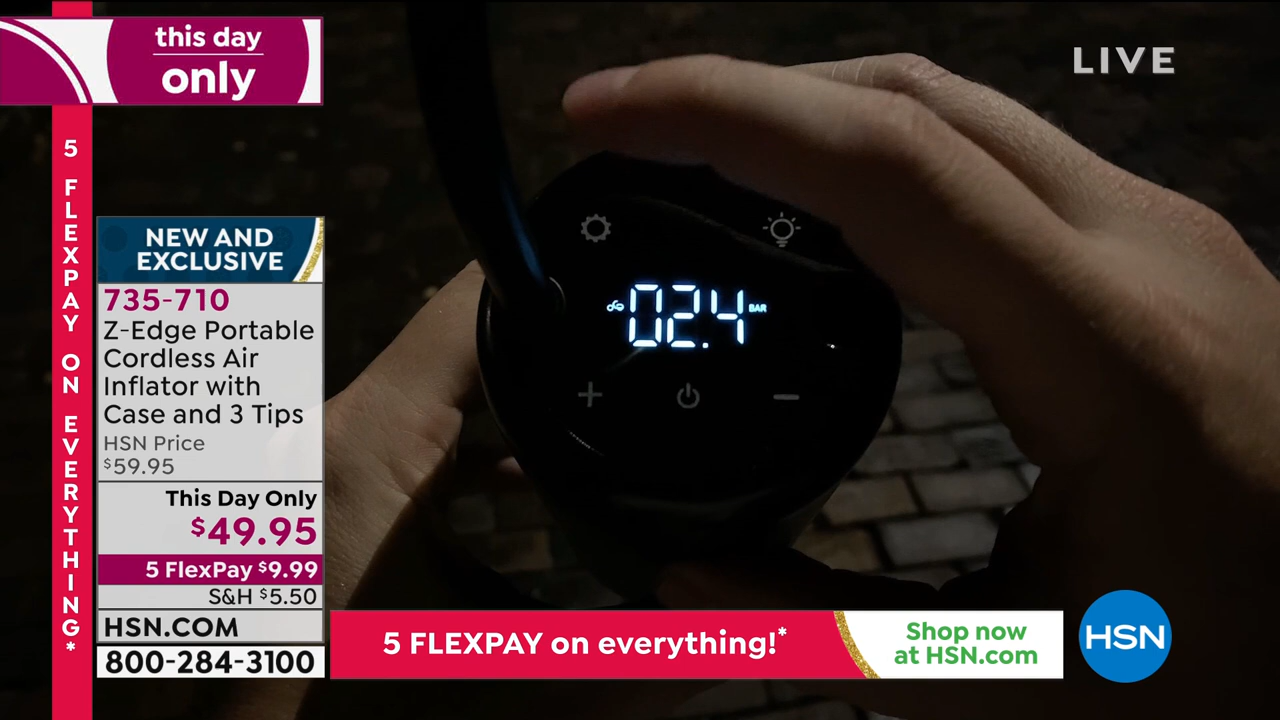 this day
only
LIVE
5 FLEXPAY ON EVERYTHING*
NEW AND
EXCLUSIVE
735-710
Z-Edge Portable
Cordless Air
Inflator with
Case and 3 Tips
HSN Price
$59.95
This Day Only
$49.95
5 FlexPay $9.99
S&H $5.50
HSN.COM
800-284-3100
02.4 BAR
5 FLEXPAY on everything!*
Shop now
at HSN.com
HSN